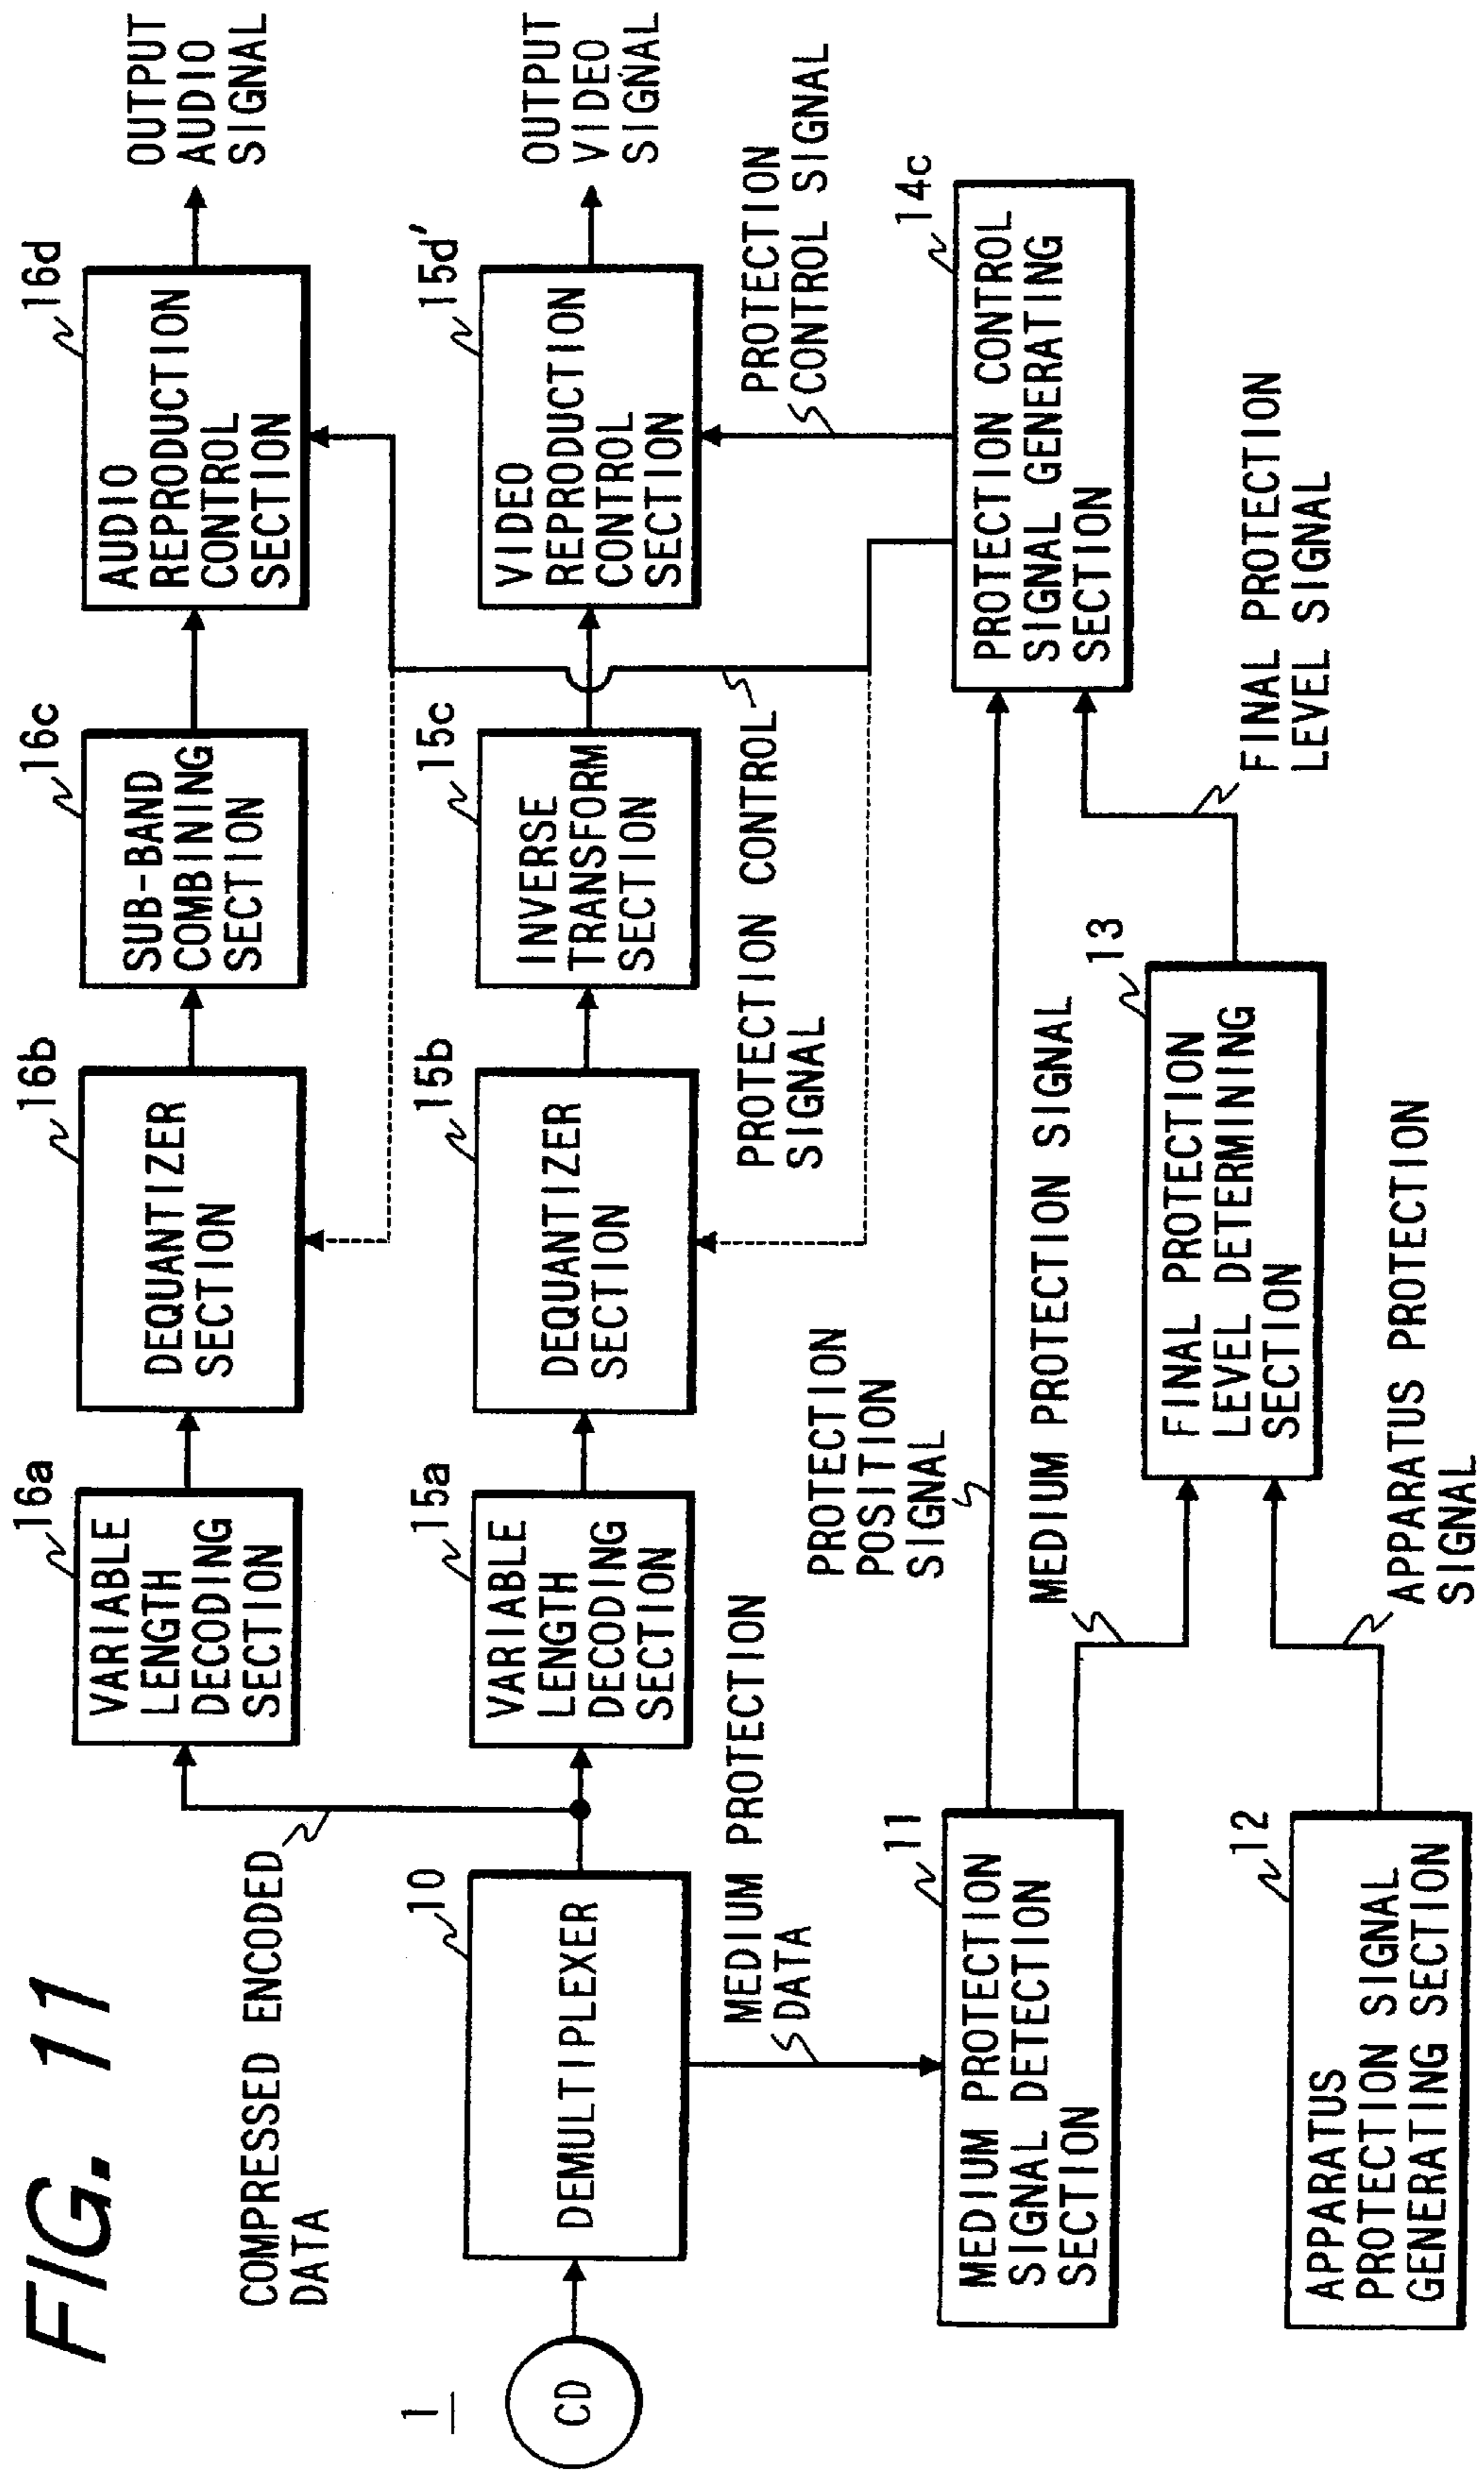 FIG. 11
1
CD
10
DEMULTIPLEXER
COMPRESSED ENCODED
DATA
16a
VARIABLE
LENGTH
DECODING
SECTION
16b
DEQUANTIZER
SECTION
16c
SUB-BAND
COMBINING
SECTION
16d
AUDIO
REPRODUCTION
CONTROL
SECTION
OUTPUT
AUDIO
SIGNAL
15a
VARIABLE
LENGTH
DECODING
SECTION
15b
DEQUANTIZER
SECTION
15c
INVERSE
TRANSFORM
SECTION
15d'
VIDEO
REPRODUCTION
CONTROL
SECTION
OUTPUT
VIDEO
SIGNAL
MEDIUM PROTECTION
DATA
PROTECTION
POSITION
SIGNAL
PROTECTION CONTROL
SIGNAL
PROTECTION
CONTROL SIGNAL
11
MEDIUM PROTECTION
SIGNAL DETECTION
SECTION
MEDIUM PROTECTION SIGNAL
14c
PROTECTION CONTROL
SIGNAL GENERATING
SECTION
12
APPARATUS
PROTECTION SIGNAL
GENERATING SECTION
APPARATUS PROTECTION
SIGNAL
13
FINAL PROTECTION
LEVEL DETERMINING
SECTION
FINAL PROTECTION
LEVEL SIGNAL